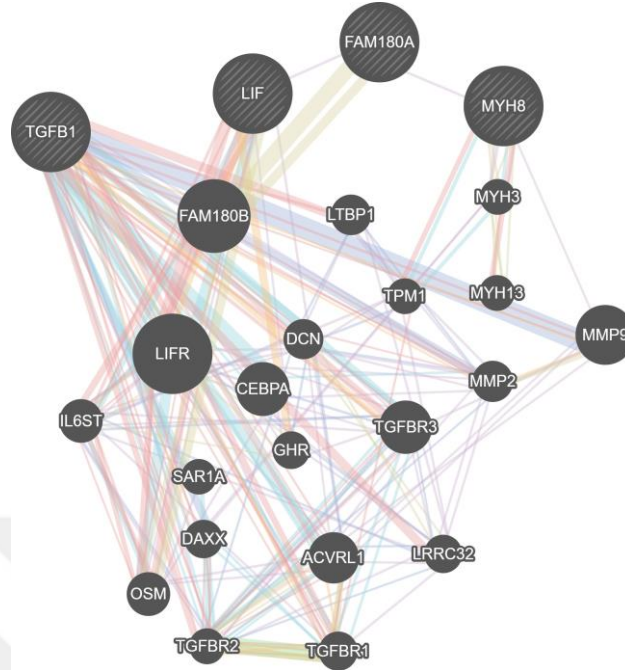 FAM180A
LIF
MYH8
TGFB1
MYH3
FAM180B
LTBP1
TPM1
MYH13
MMP9
DCN
LIFR
MMP2
CEBPA
IL6ST
TGFBR3
GHR
SAR1A
DAXX
ACVRL1
LRRC32
OSM
TGFBR2
TGFBR1